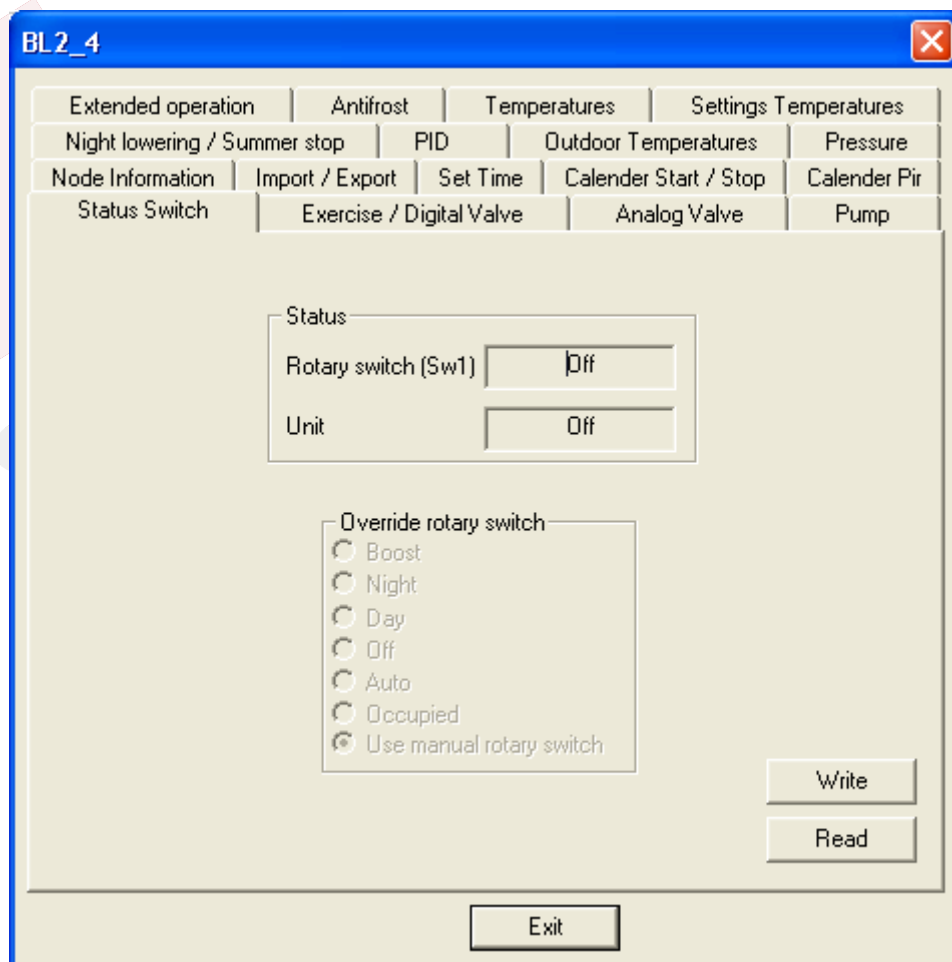 BL2_4
Extended operation Antifrost Temperatures Settings Temperatures
Night lowering / Summer stop PID Outdoor Temperatures Pressure
Node Information Import / Export Set Time Calender Start / Stop Calender Pir
Status Switch Exercise / Digital Valve Analog Valve Pump
Status
Rotary switch (Sw1) Off
Unit Off
Override rotary switch
Boost
Night
Day
Off
Auto
Occupied
Use manual rotary switch
Write
Read
Exit